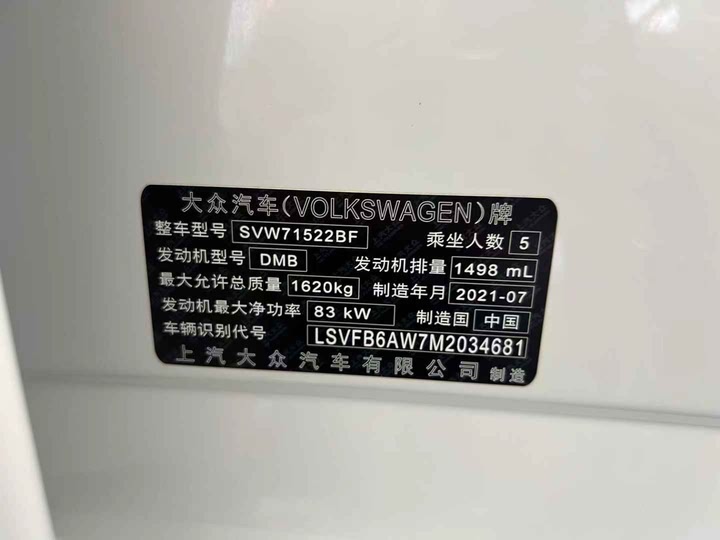 大众汽车(VOLKSWAGEN)牌
整车型号 SVW71522BF 乘坐人数 5
发动机型号 DMB 发动机排量 1498 mL
最大允许总质量 1620kg 制造年月 2021-07
发动机最大净功率 83 kW 制造国 中国
车辆识别代号 LSVFB6AW7M2034681
上汽大众汽车有限公司 制造